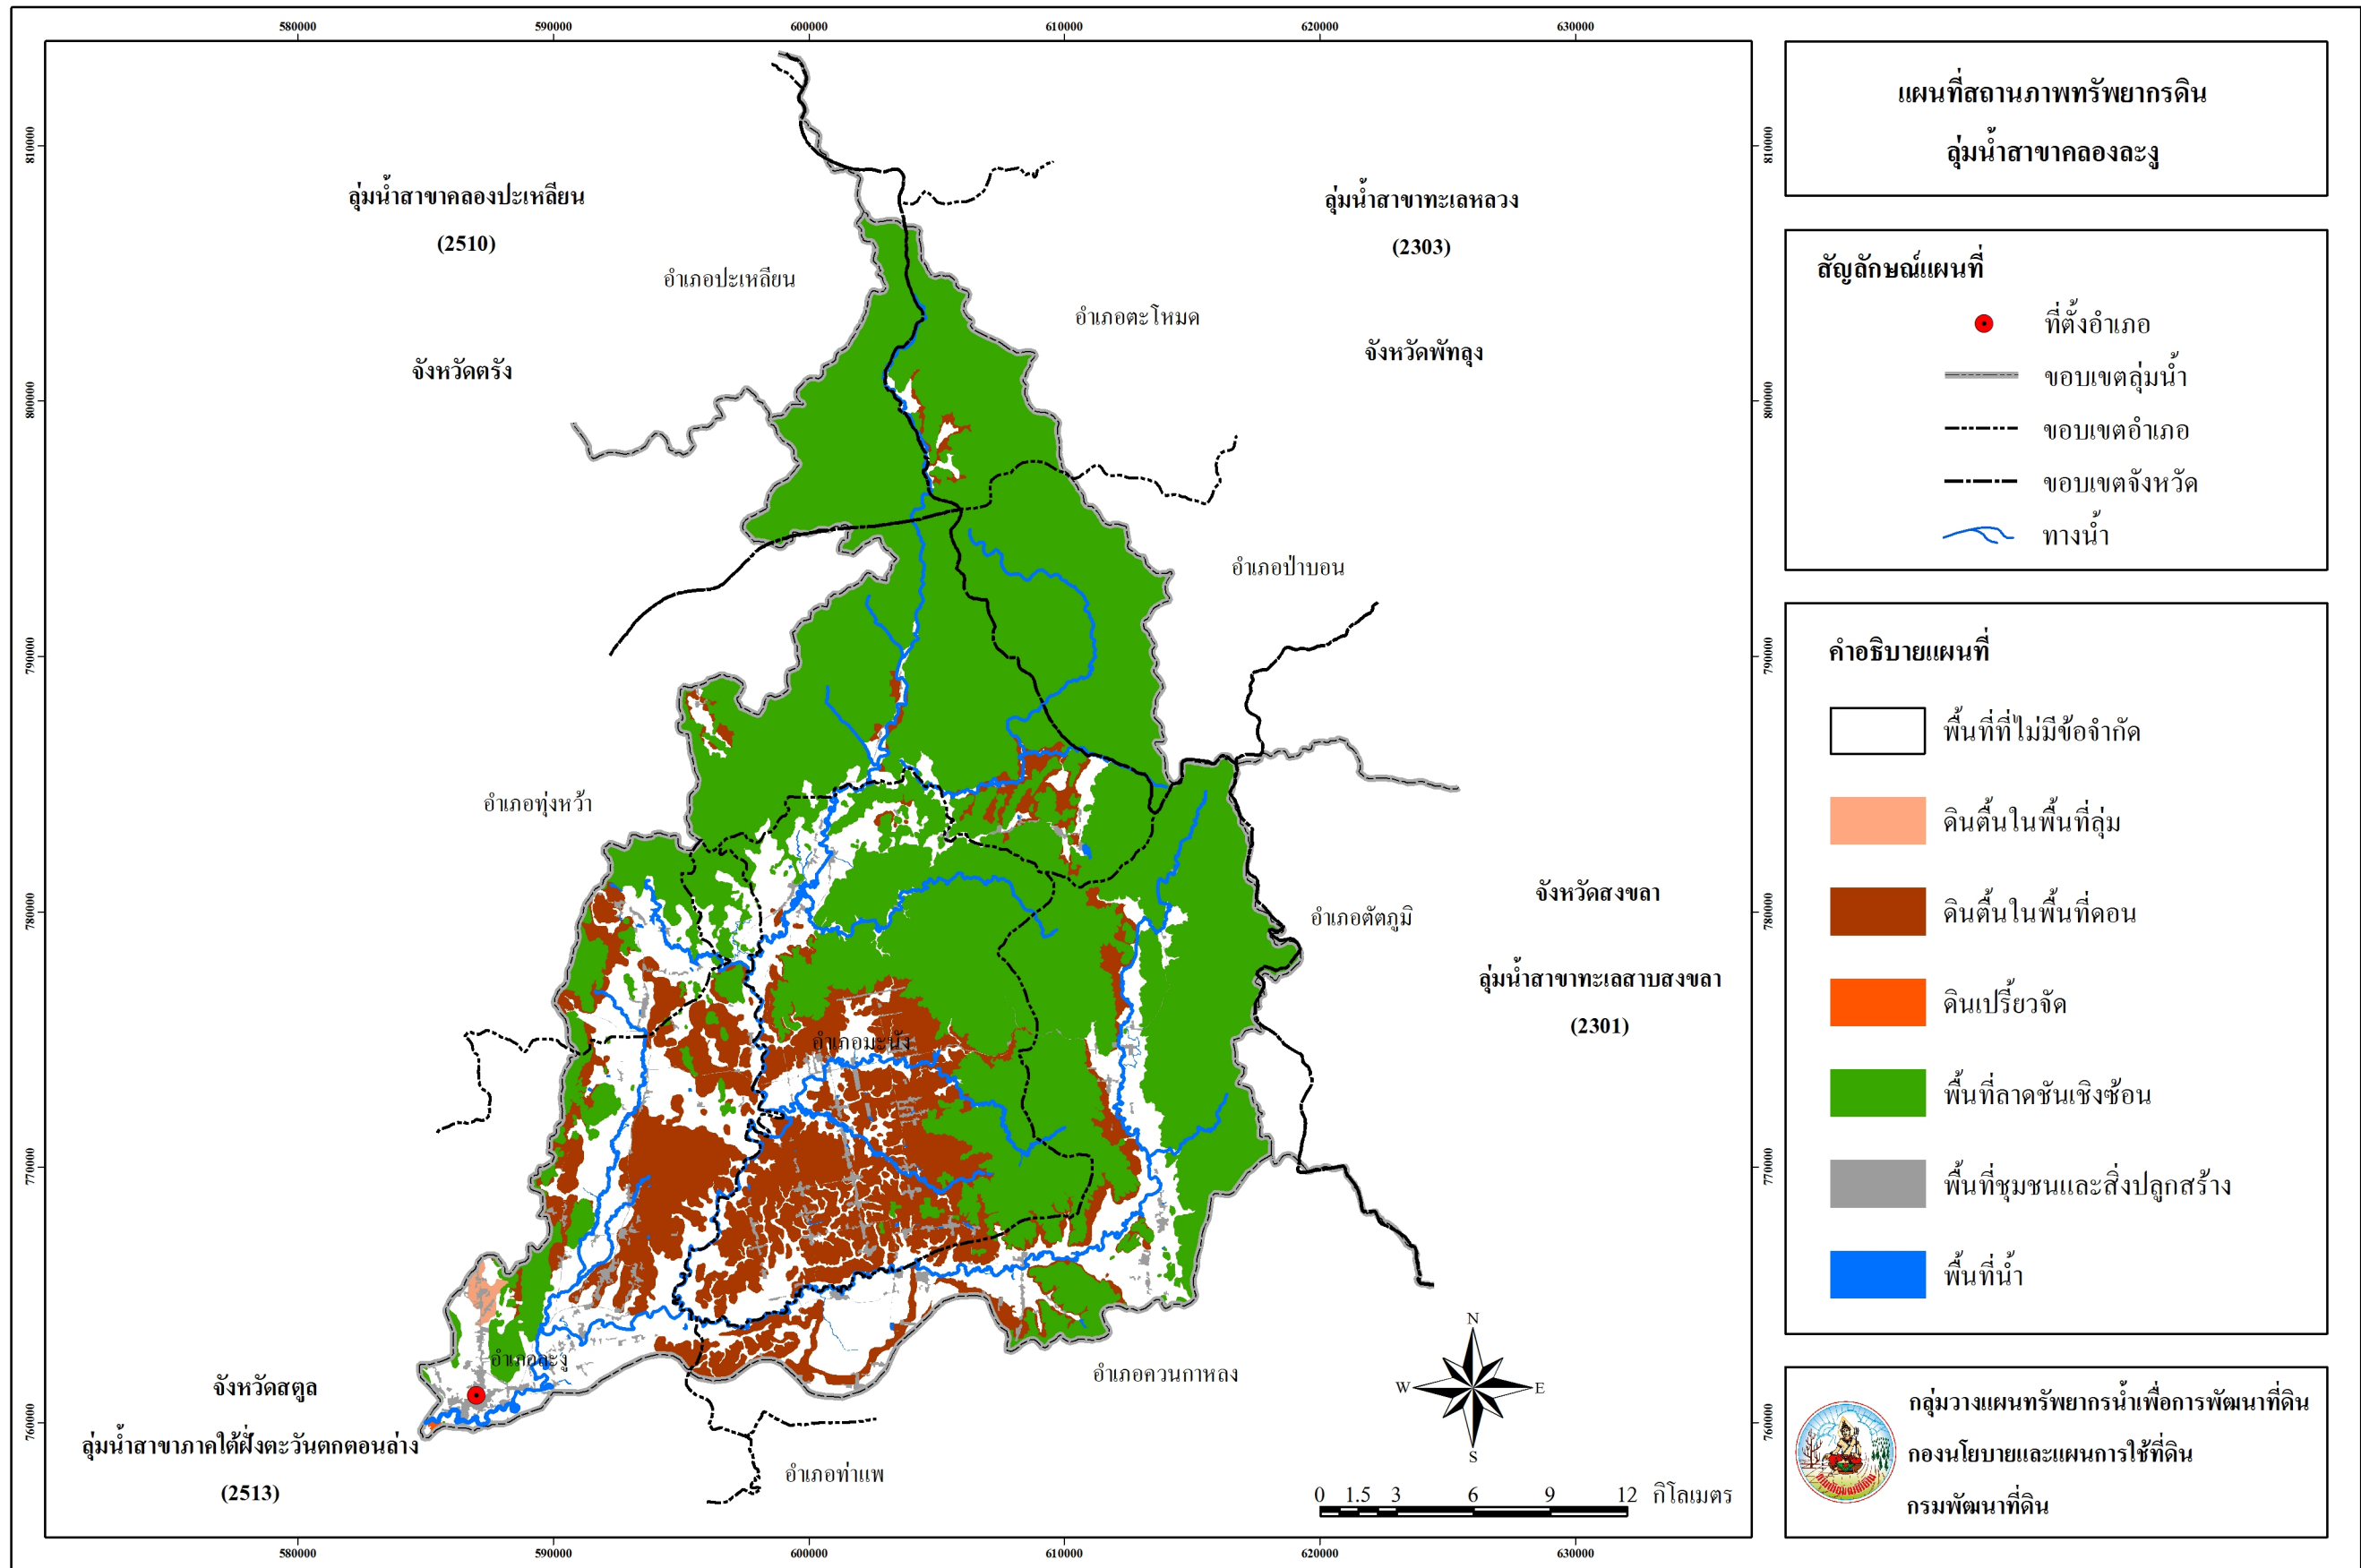 580000 590000 600000 610000 620000 630000
810000
800000
790000
780000
770000
760000
810000
800000
790000
780000
770000
760000
580000 590000 600000 610000 620000 630000
ลุ่มน้ำสาขาคลองปะเหลียน
(2510)
อำเภอปะเหลียน
จังหวัดตรัง
ลุ่มน้ำสาขาทะเลหลวง
(2303)
อำเภอตะโหมด
จังหวัดพัทลุง
อำเภอป่าบอน
อำเภอทุ่งหว้า
จังหวัดสงขลา
อำเภอตัตภูมิ
ลุ่มน้ำสาขาทะเลสาบสงขลา
(2301)
อำเภอมะนัง
อำเภอละงู
อำเภอควนกาหลง
จังหวัดสตูล
ลุ่มน้ำสาขาภาคใต้ฝั่งตะวันตกตอนล่าง
(2513)
อำเภอท่าแพ
N
W E
S
0 1.5 3 6 9 12 กิโลเมตร
แผนที่สถานภาพทรัพยากรดิน
ลุ่มน้ำสาขาคลองละงู
สัญลักษณ์แผนที่
ที่ตั้งอำเภอ
ขอบเขตลุ่มน้ำ
ขอบเขตอำเภอ
ขอบเขตจังหวัด
ทางน้ำ
คำอธิบายแผนที่
พื้นที่ที่ไม่มีข้อจำกัด
ดินตื้นในพื้นที่ลุ่ม
ดินตื้นในพื้นที่ดอน
ดินเปรี้ยวจัด
พื้นที่ลาดชันเชิงซ้อน
พื้นที่ชุมชนและสิ่งปลูกสร้าง
พื้นที่น้ำ
กลุ่มวางแผนทรัพยากรน้ำเพื่อการพัฒนาที่ดิน
กองนโยบายและแผนการใช้ที่ดิน
กรมพัฒนาที่ดิน
กรมพัฒนาที่ดิน